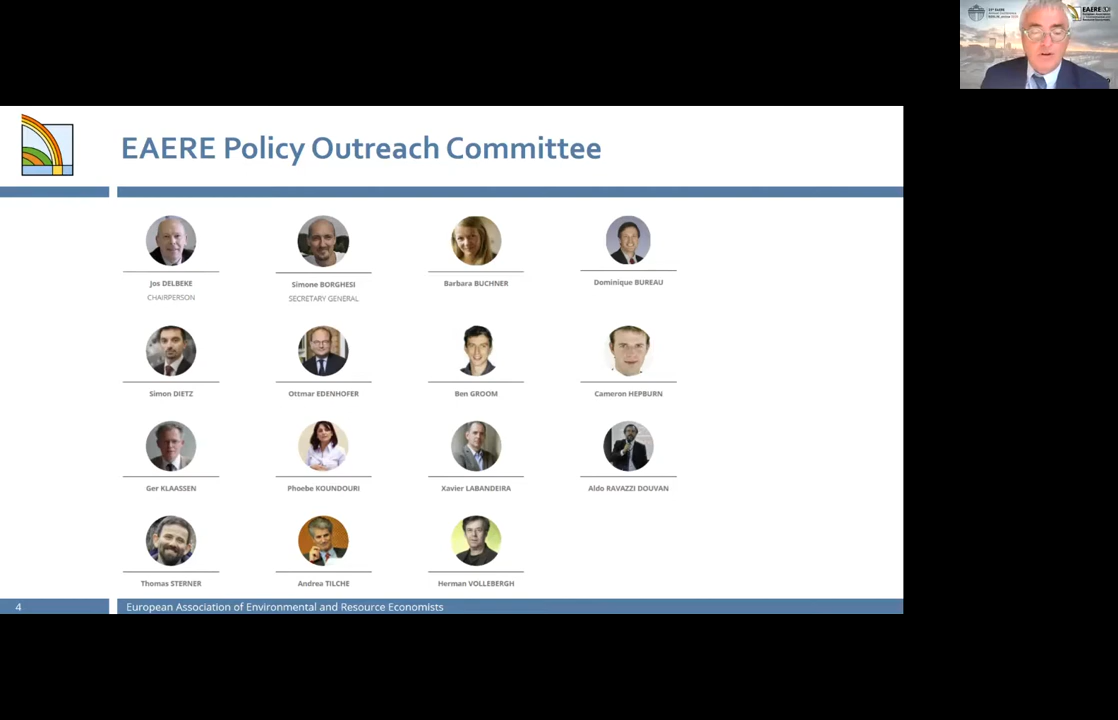 EAERE
EAERE Policy Outreach Committee
Jos DELBEKE
CHAIRPERSON
Simone BORGHESI
SECRETARY GENERAL
Barbara BUCHNER
Dominique BUREAU
Simon DIETZ
Ottmar EDENHOFER
Ben GROOM
Cameron HEPBURN
Ger KLAASSEN
Phoebe KOUNDOURI
Xavier LABANDEIRA
Aldo RAVAZZI DOUVAN
Thomas STERNER
Andrea TILCHE
Herman VOLLEBERGH
4
European Association of Environmental and Resource Economists